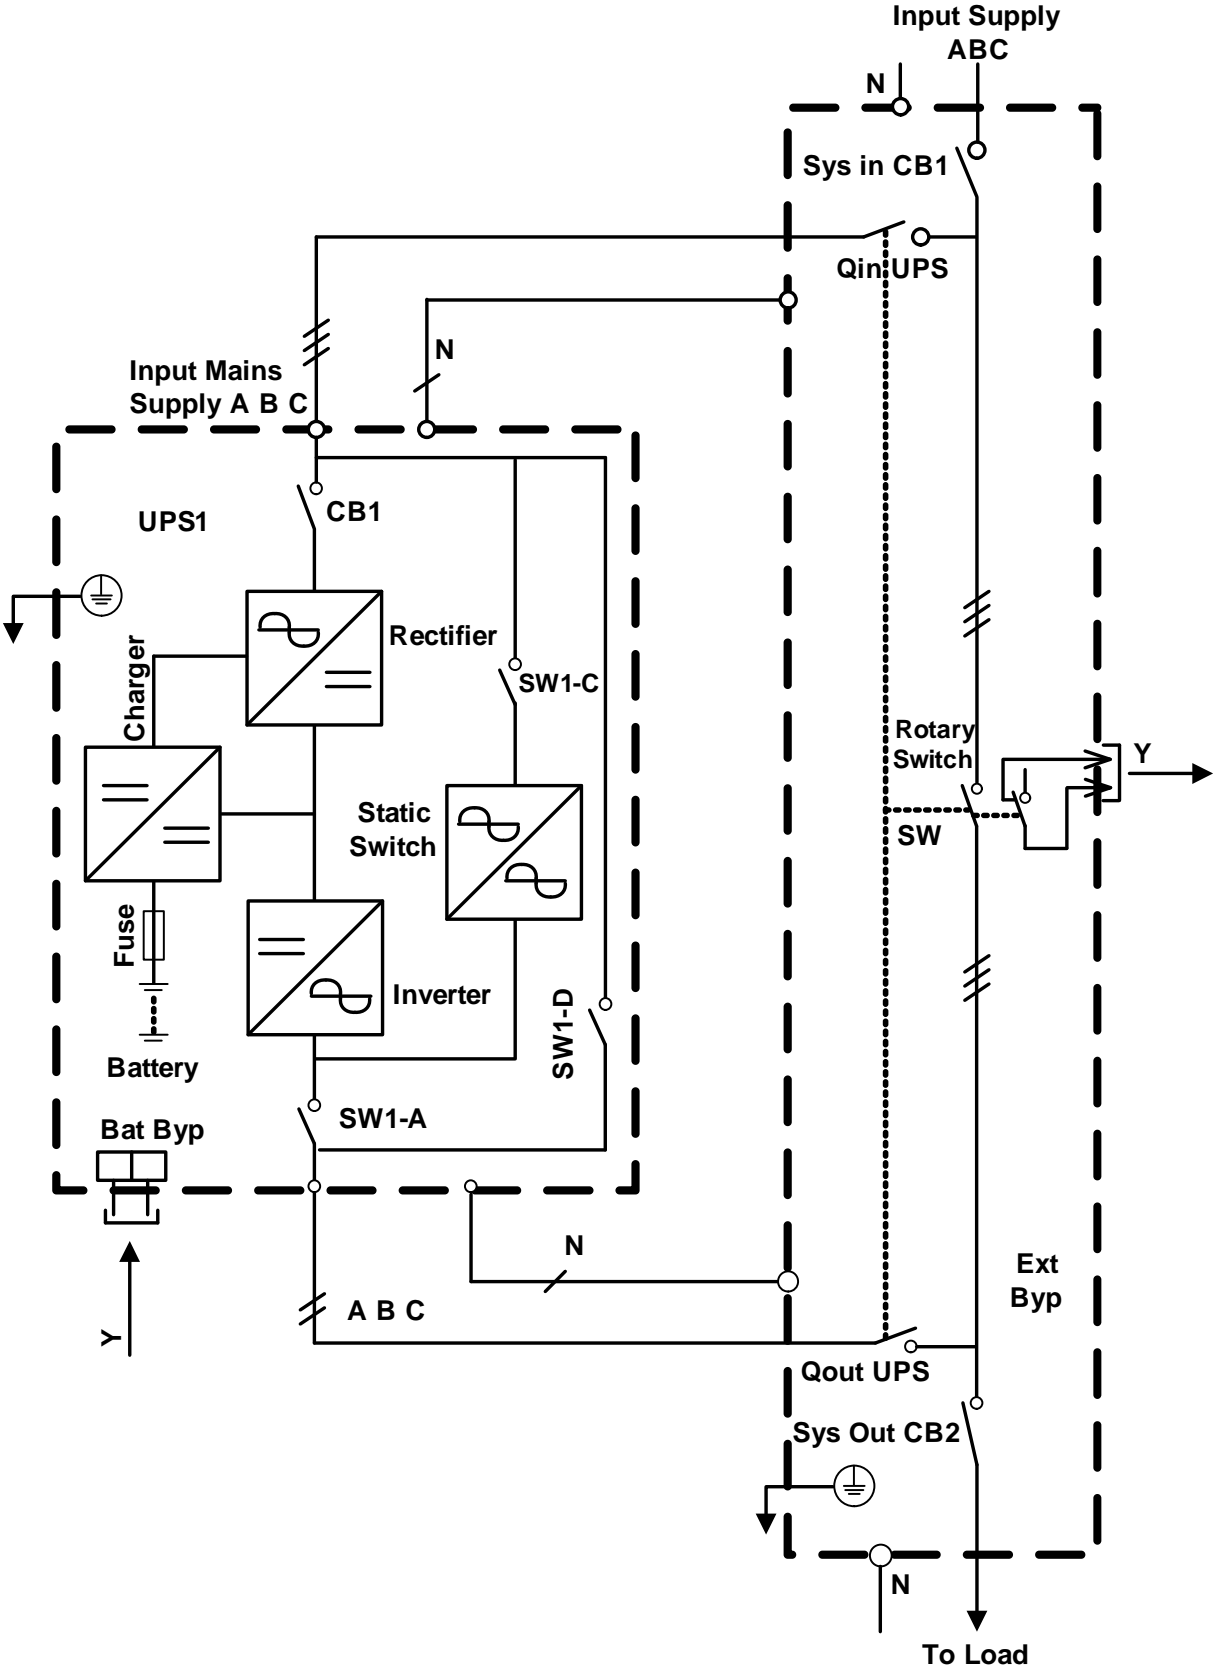 Input Supply
ABC
N
Sys in CB1
Qin UPS
N
Input Mains
Supply A B C
UPS1
CB1
Rectifier
Charger
SW1-C
Rotary
Switch
Y
SW
Static
Switch
Fuse
Inverter
SW1-D
Battery
SW1-A
Bat Byp
N
Ext
Byp
A B C
Y
Qout UPS
Sys Out CB2
N
To Load